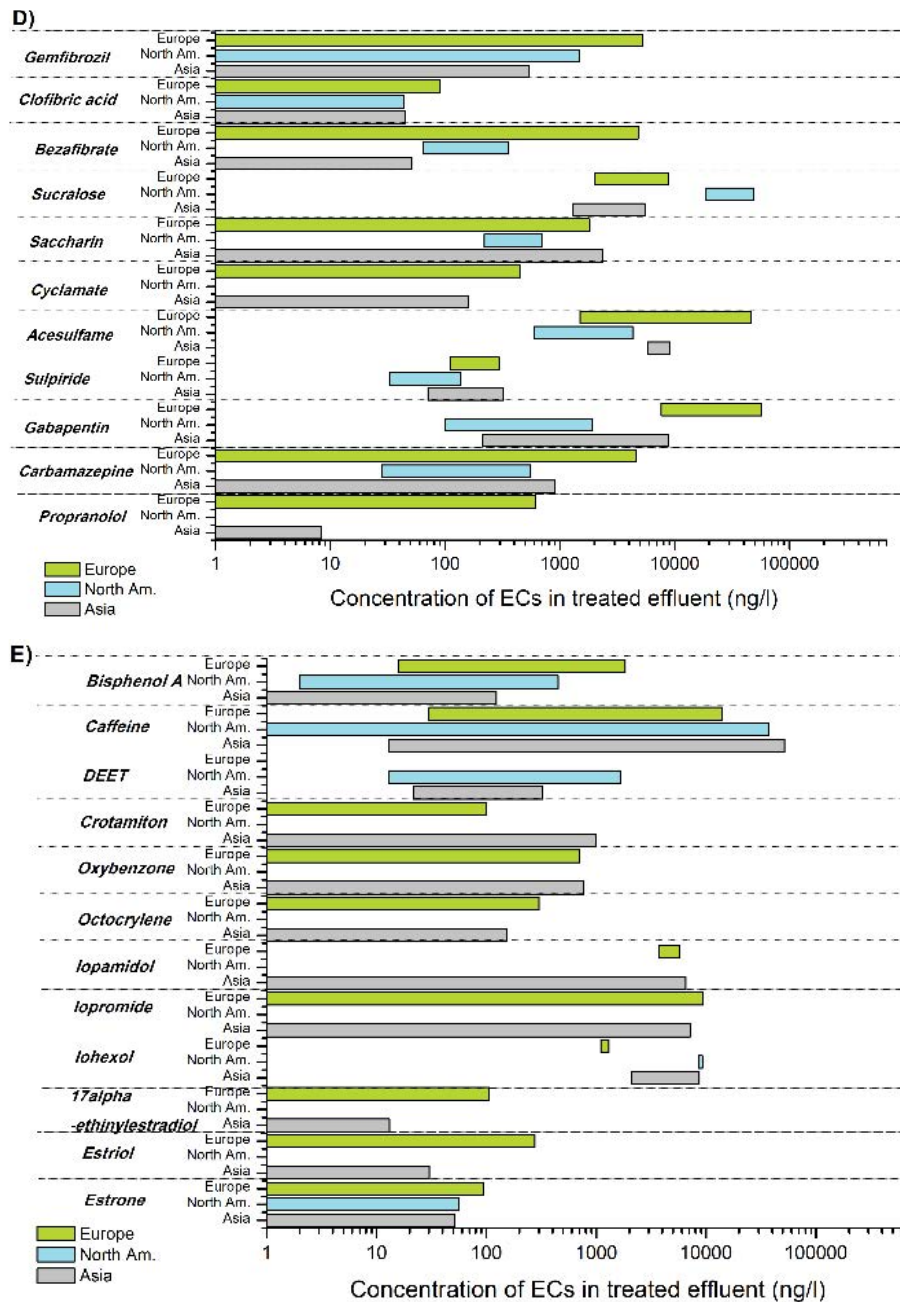 D)
Gemfibrozil
Europe
North Am.
Asia
Clofibric acid
Europe
North Am.
Asia
Bezafibrate
Europe
North Am.
Asia
Sucralose
Europe
North Am.
Asia
Saccharin
Europe
North Am.
Asia
Cyclamate
Europe
North Am.
Asia
Acesulfame
Europe
North Am.
Asia
Sulpiride
Europe
North Am.
Asia
Gabapentin
Europe
North Am.
Asia
Carbamazepine
Europe
North Am.
Asia
Propranolol
Europe
North Am.
Asia
1 10 100 1000 10000 100000
Europe
North Am.
Asia
Concentration of ECs in treated effluent (ng/l)
E)
Bisphenol A
Europe
North Am.
Asia
Caffeine
Europe
North Am.
Asia
DEET
Europe
North Am.
Asia
Crotamiton
Europe
North Am.
Asia
Oxybenzone
Europe
North Am.
Asia
Octocrylene
Europe
North Am.
Asia
Iopamidol
Europe
North Am.
Asia
Iopromide
Europe
North Am.
Asia
Iohexol
Europe
North Am.
Asia
17alpha
-ethinylestradiol
Europe
North Am.
Asia
Estriol
Europe
North Am.
Asia
Estrone
Europe
North Am.
Asia
1 10 100 1000 10000 100000
Europe
North Am.
Asia
Concentration of ECs in treated effluent (ng/l)